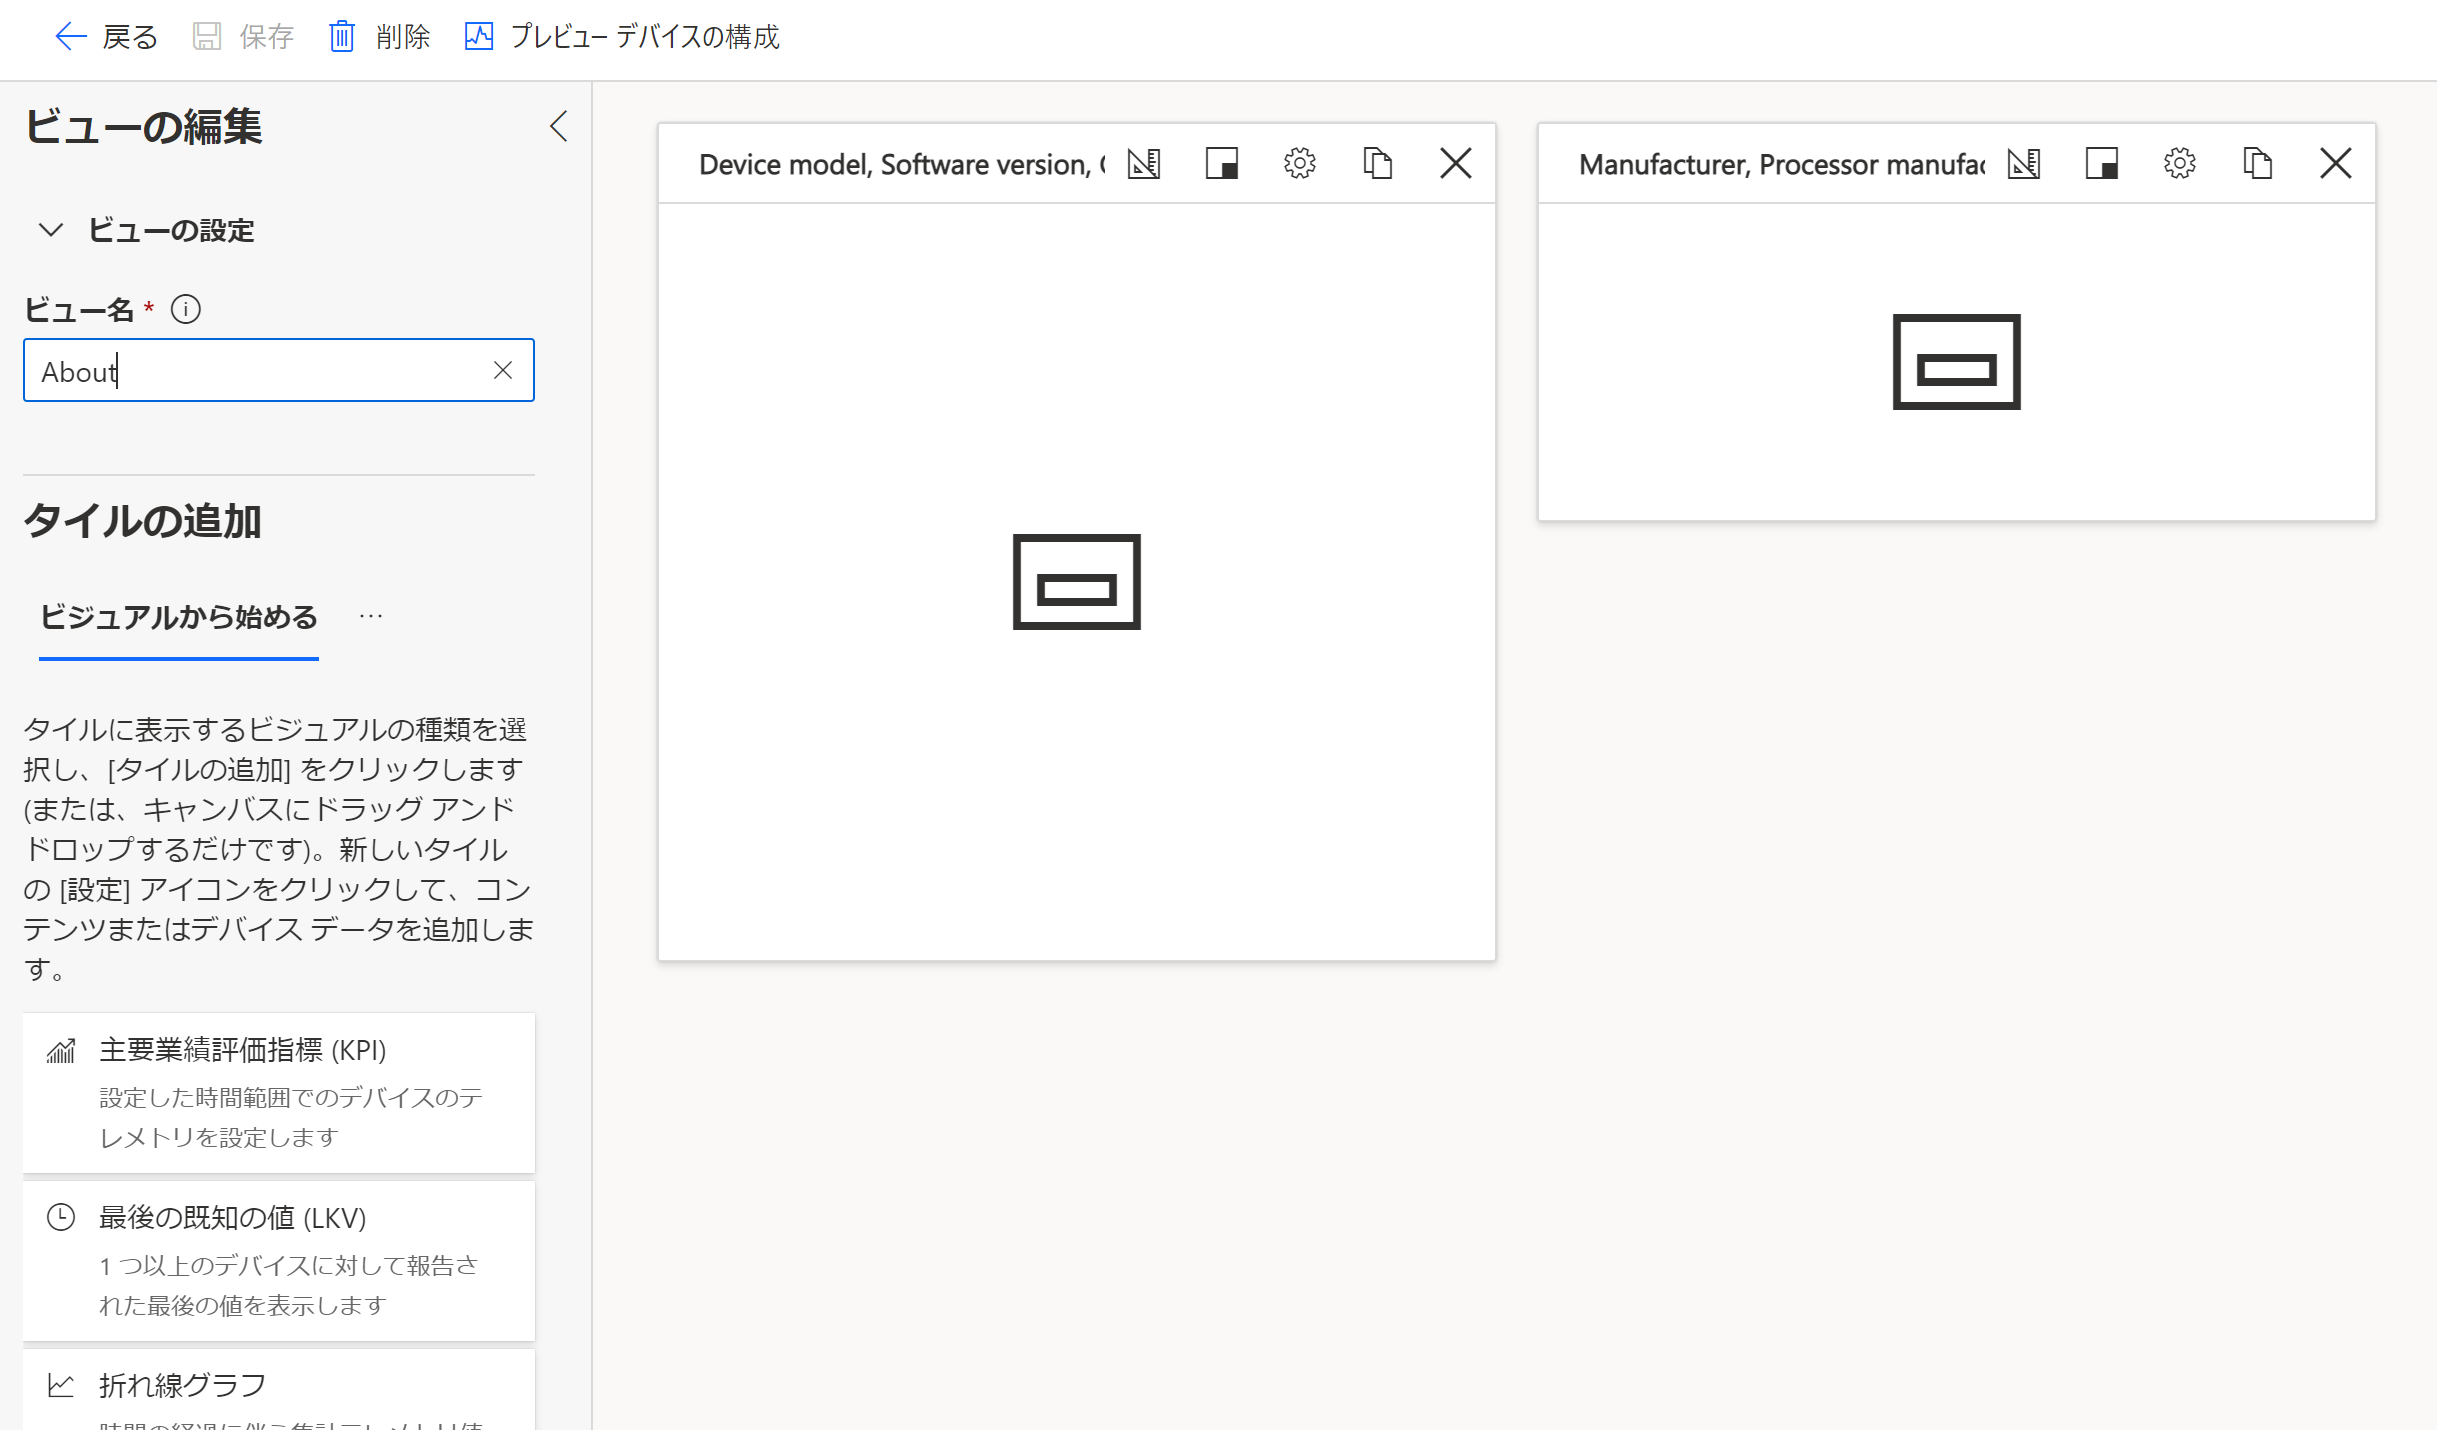 戻る 保存 削除 プレビュー デバイスの構成
ビューの編集
ビューの設定
ビュー名 *
About
タイルの追加
ビジュアルから始める ...
タイルに表示するビジュアルの種類を選
択し、[タイルの追加] をクリックします
(または、キャンバスにドラッグ アンド
ドロップするだけです)。新しいタイル
の [設定] アイコンをクリックして、コン
テンツまたはデバイス データを追加しま
す。
主要業績評価指標 (KPI)
設定した時間範囲でのデバイスのテ
レメトリを設定します
最後の既知の値 (LKV)
1 つ以上のデバイスに対して報告さ
れた最後の値を表示します
折れ線グラフ
Device model, Software version,
Manufacturer, Processor manufac